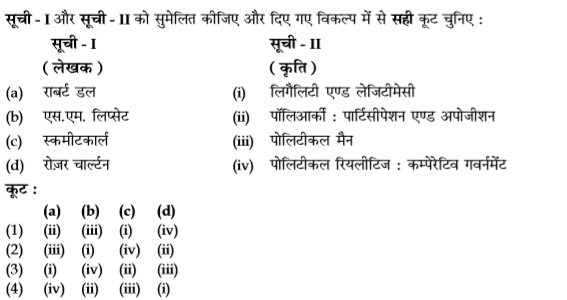 सूची - I और सूची - II को सुमेलित कीजिए और दिए गए विकल्प में से सही कूट चुनिए :
सूची - I सूची - II
( लेखक ) ( कृति )
(a) राबर्ट डल (i) लिगैलिटी एण्ड लेजिटीमेसी
(b) एस.एम. लिप्सेट (ii) पॉलिआर्की : पार्टिसीपेशन एण्ड अपोजीशन
(c) स्कमीटकार्ल (iii) पोलिटीकल मैन
(d) रोज़र चार्ल्टन (iv) पोलिटीकल रियलीटिज : कम्पेरेटिव गवर्नमेंट
कूट :
(a) (b) (c) (d)
(1) (ii) (iii) (i) (iv)
(2) (iii) (i) (iv) (ii)
(3) (i) (iv) (ii) (iii)
(4) (iv) (ii) (iii) (i)